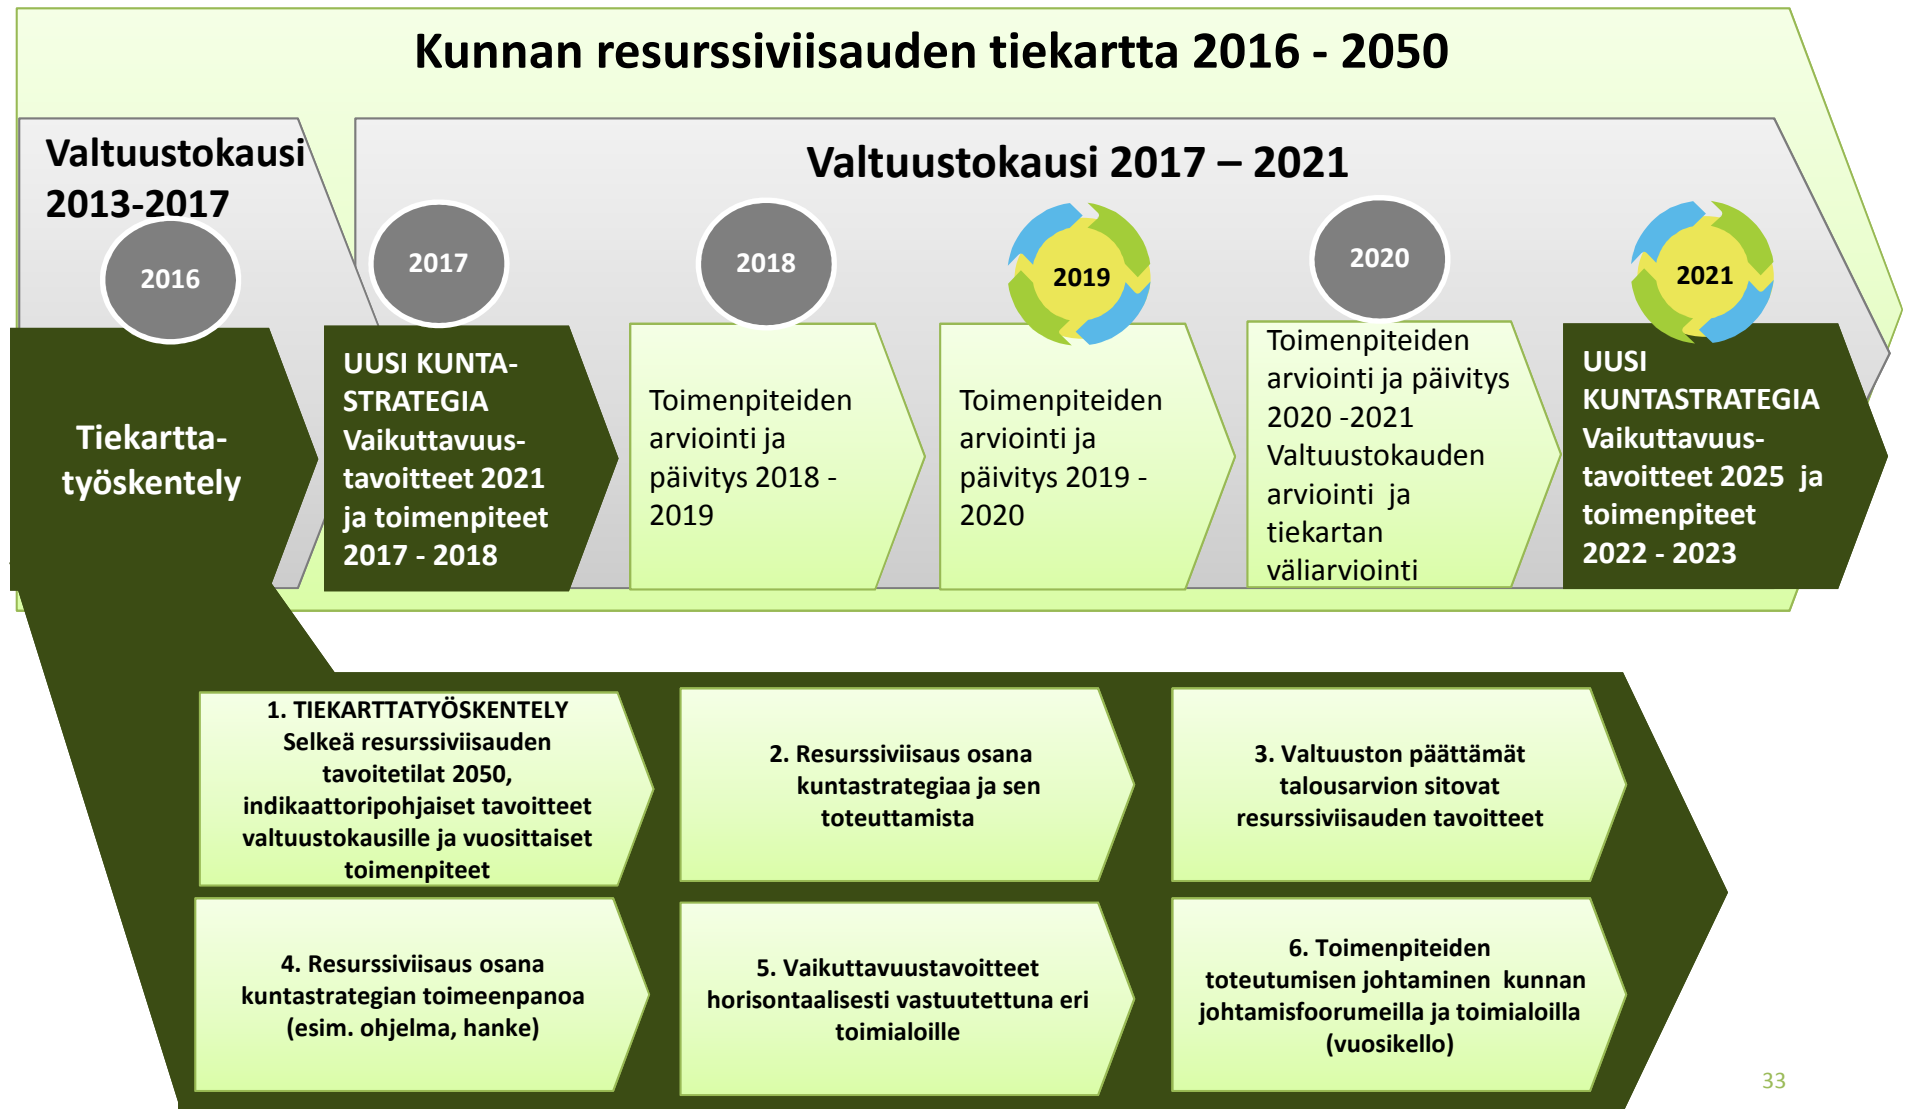 Kunnan resurssiviisauden tiekartta 2016 - 2050
Valtuustokausi
2013-2017
Valtuustokausi 2017 – 2021
2016
2017
2018
2019
2020
2021
Tiekartta-
työskentely
UUSI KUNTA-
STRATEGIA
Vaikuttavuus-
tavoitteet 2021
ja toimenpiteet
2017 - 2018
Toimenpiteiden
arviointi ja
päivitys 2018 -
2019
Toimenpiteiden
arviointi ja
päivitys 2019 -
2020
Toimenpiteiden
arviointi ja päivitys
2020 -2021
Valtuustokauden
arviointi ja
tiekartan
väliarviointi
UUSI
KUNTASTRATEGIA
Vaikuttavuus-
tavoitteet 2025 ja
toimenpiteet
2022 - 2023
1. TIEKARTTATYÖSKENTELY
Selkeä resurssiviisauden
tavoitetilat 2050,
indikaattoripohjaiset tavoitteet
valtuustokausille ja vuosittaiset
toimenpiteet
2. Resurssiviisaus osana
kuntastrategiaa ja sen
toteuttamista
3. Valtuuston päättämät
talousarvion sitovat
resurssiviisauden tavoitteet
4. Resurssiviisaus osana
kuntastrategian toimeenpanoa
(esim. ohjelma, hanke)
5. Vaikuttavuustavoitteet
horisontaalisesti vastuutettuna eri
toimialoille
6. Toimenpiteiden
toteutumisen johtaminen kunnan
johtamisfoorumeilla ja toimialoilla
(vuosikello)
33